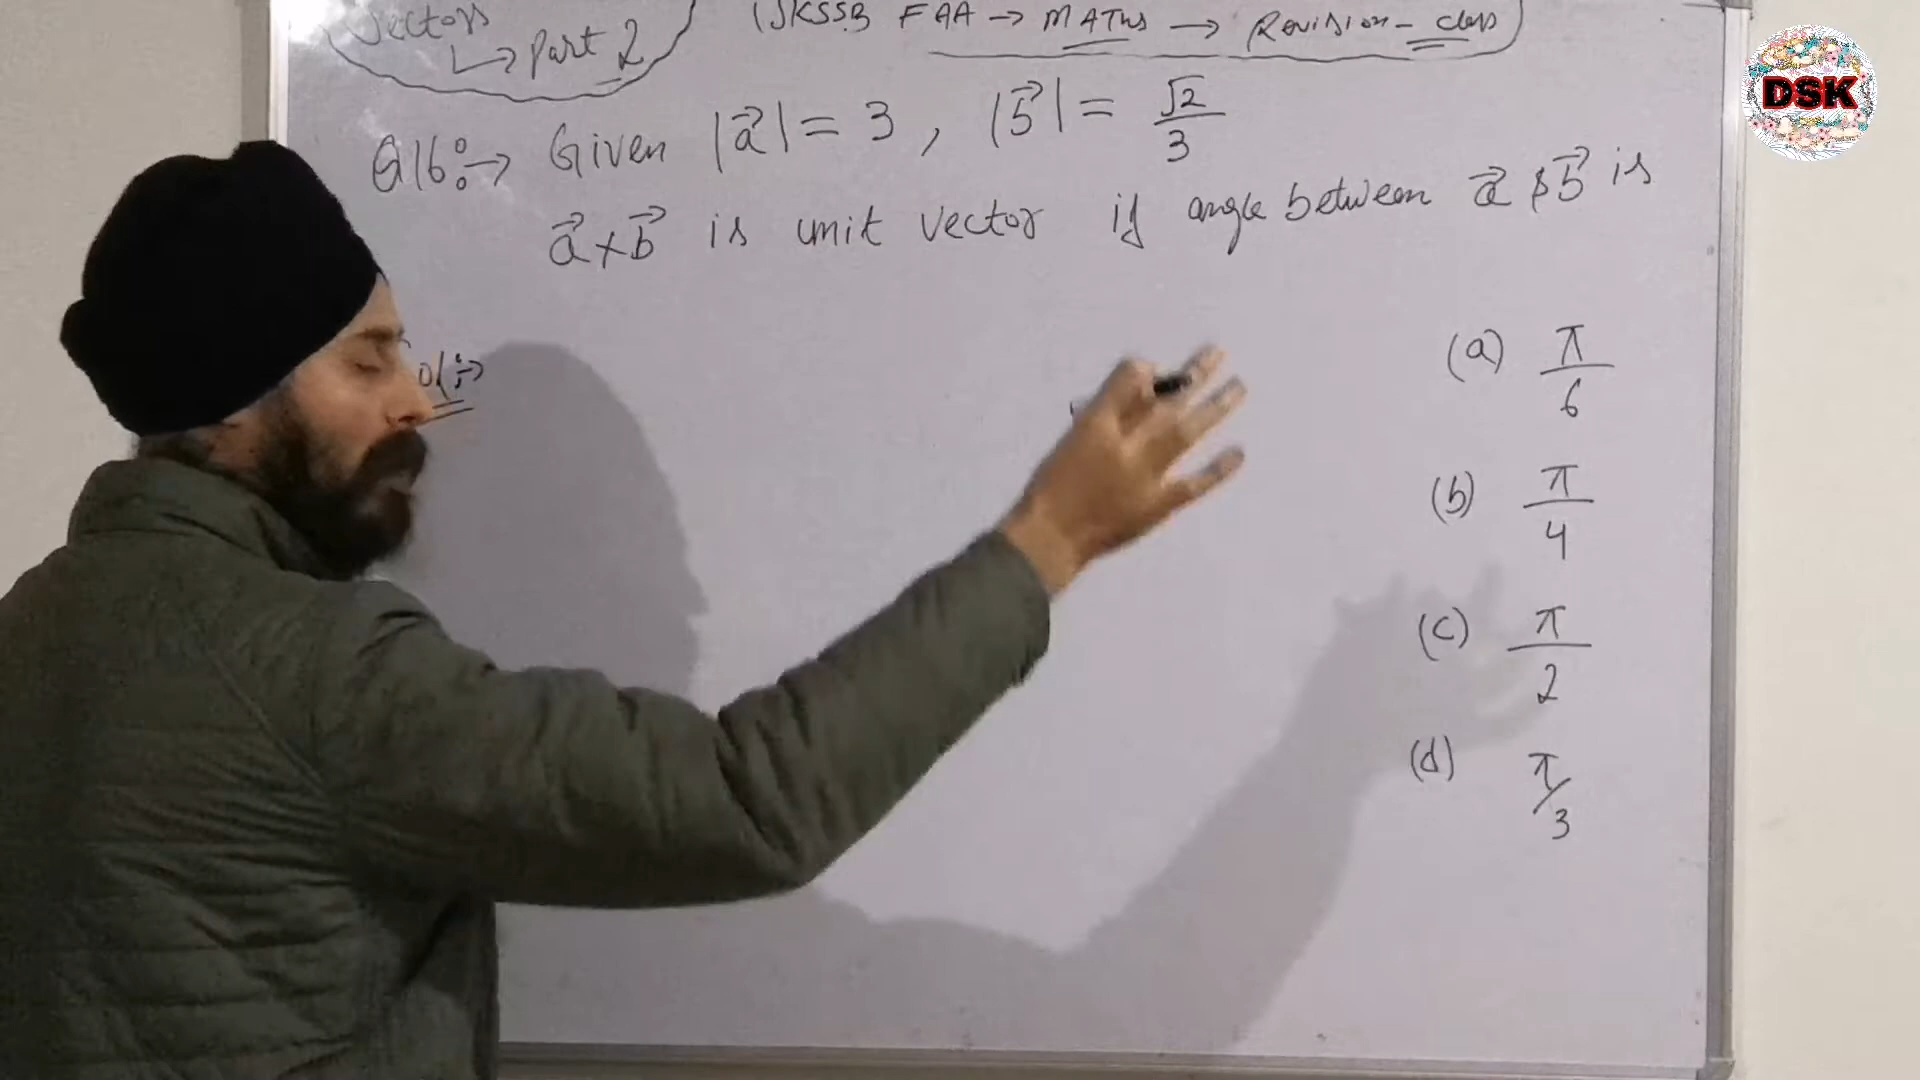 Vectors
↳ Part 2
JKSSB FAA → MATHS → Revision - class
DSK
Q16:→ Given |a⃗| = 3 , |b⃗| = √2/3
a⃗ × b⃗ is unit vector if angle between a⃗ & b⃗ is
ol:→
(a) π/6
(b) π/4
(c) π/2
(d) π/3